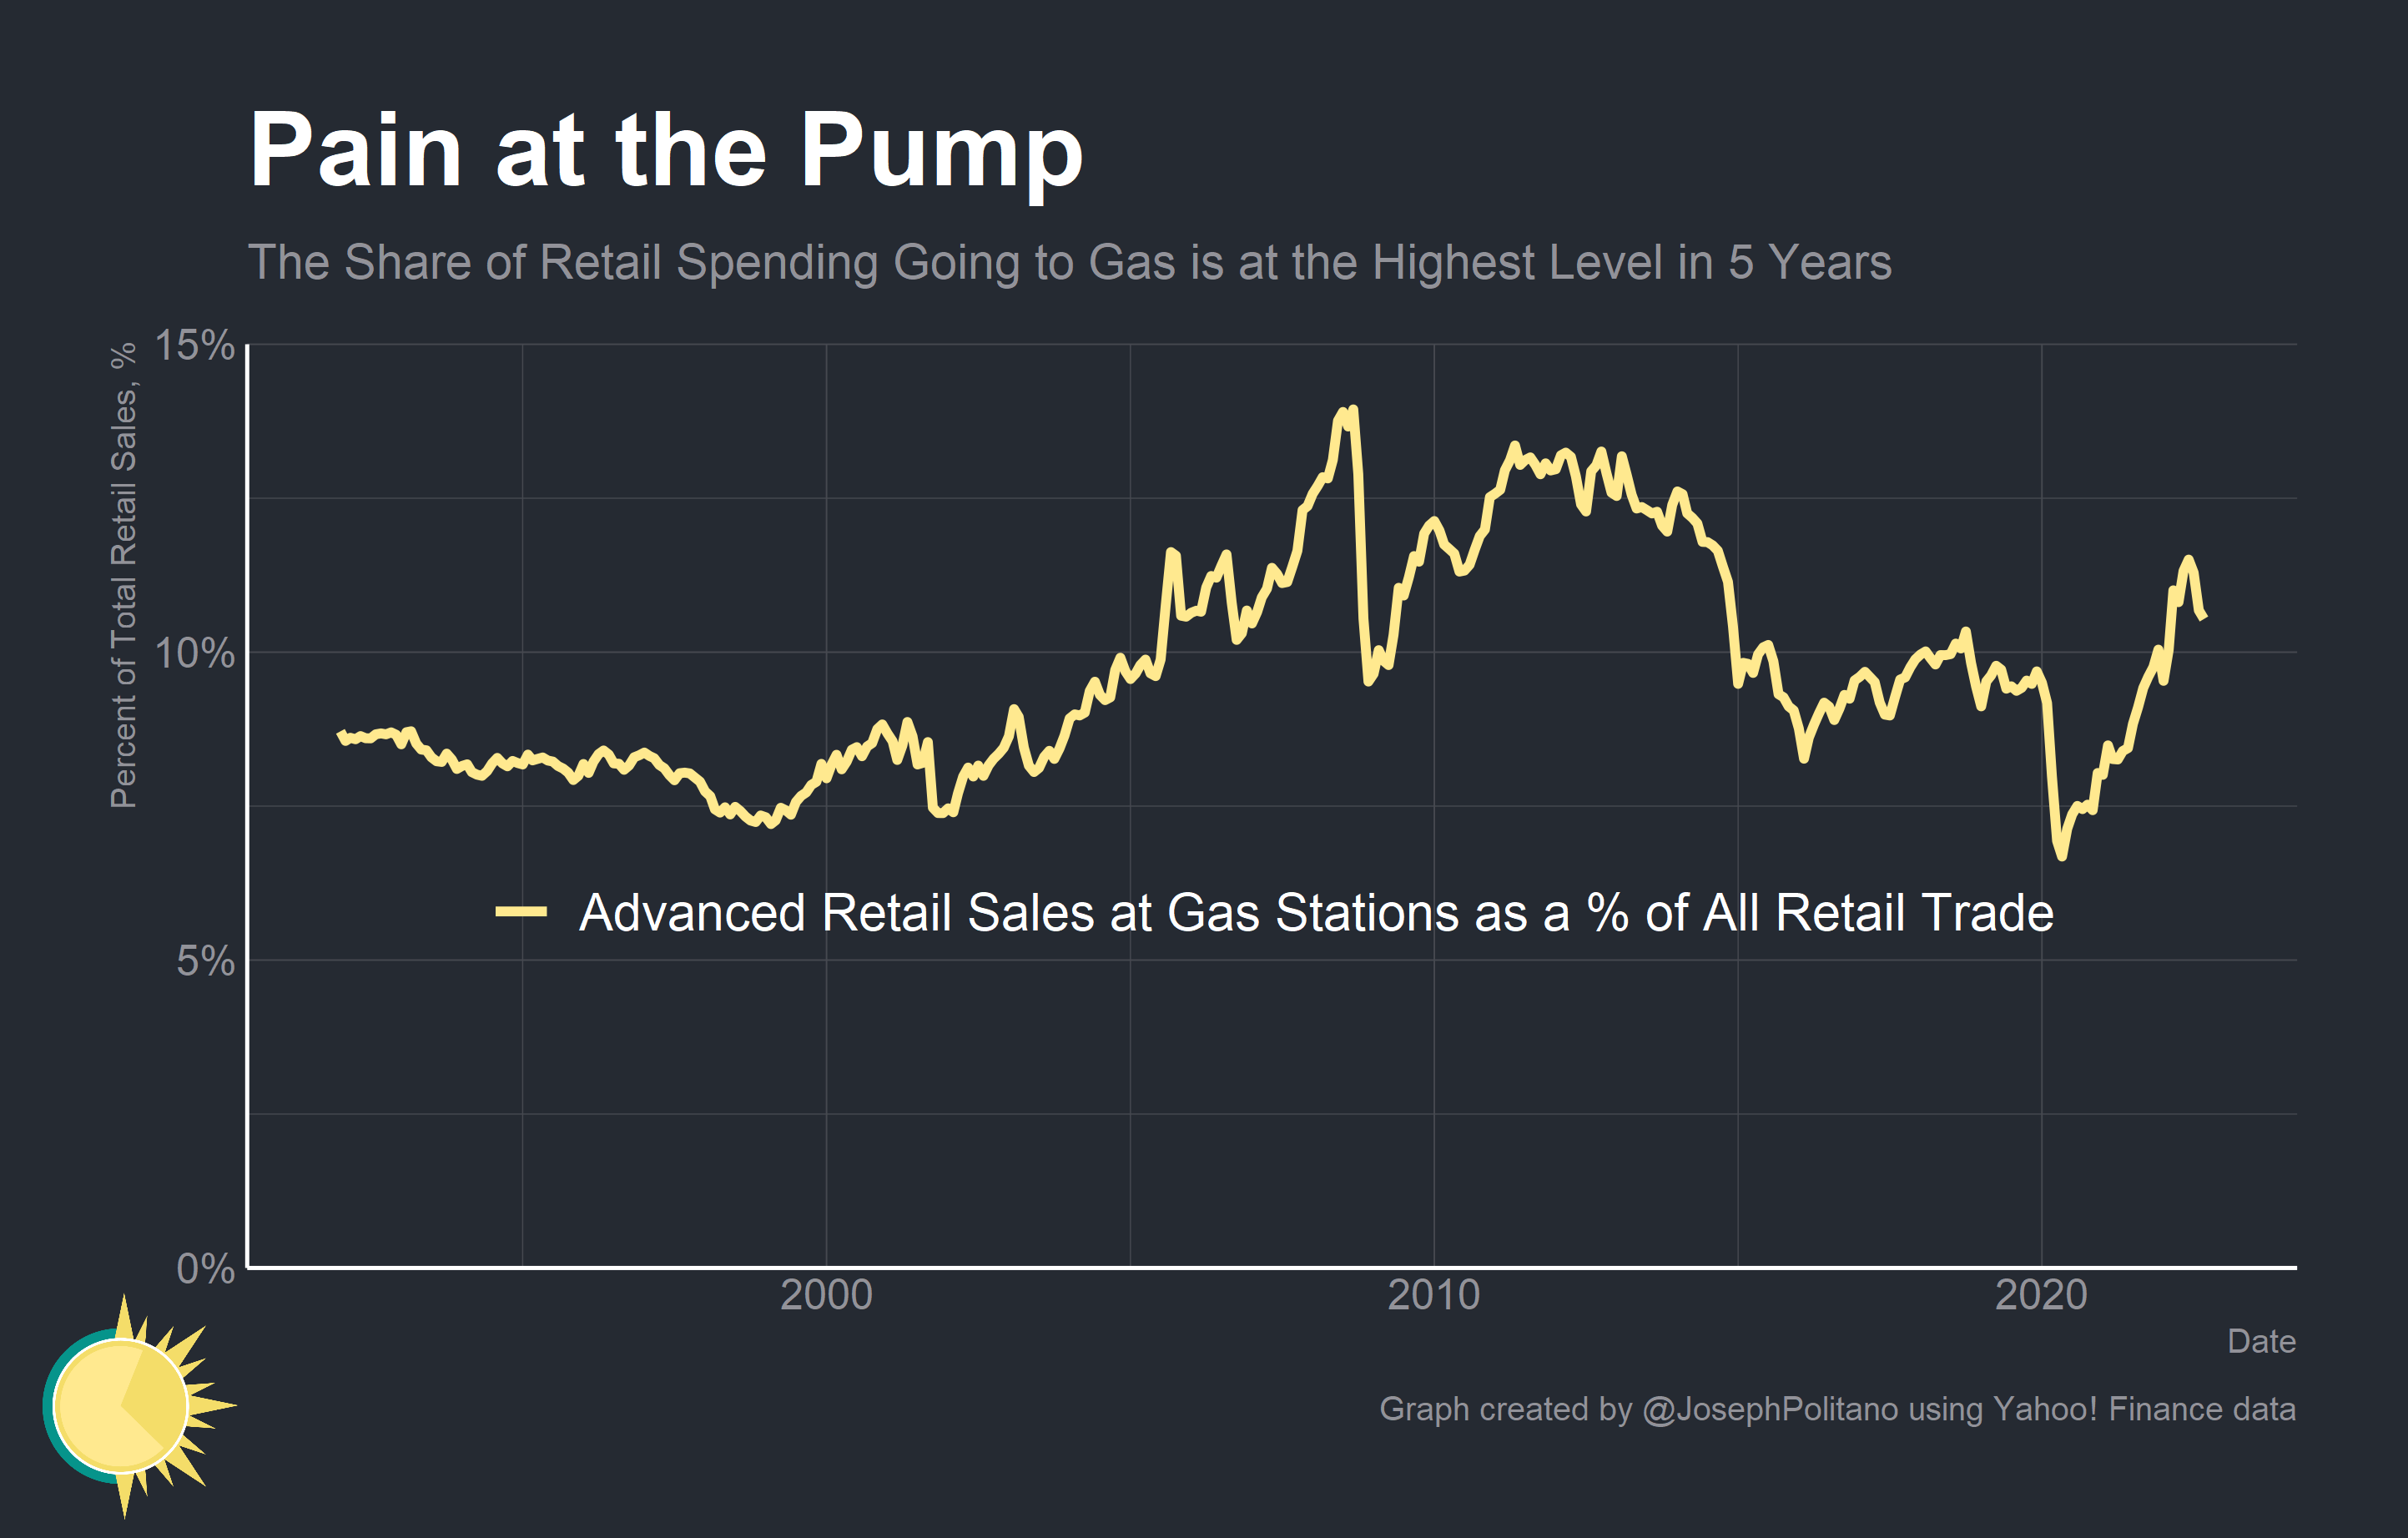 Pain at the Pump
The Share of Retail Spending Going to Gas is at the Highest Level in 5 Years
Percent of Total Retail Sales, %
15%
10%
5%
0%
Advanced Retail Sales at Gas Stations as a % of All Retail Trade
2000
2010
2020
Date
Graph created by @JosephPolitano using Yahoo! Finance data